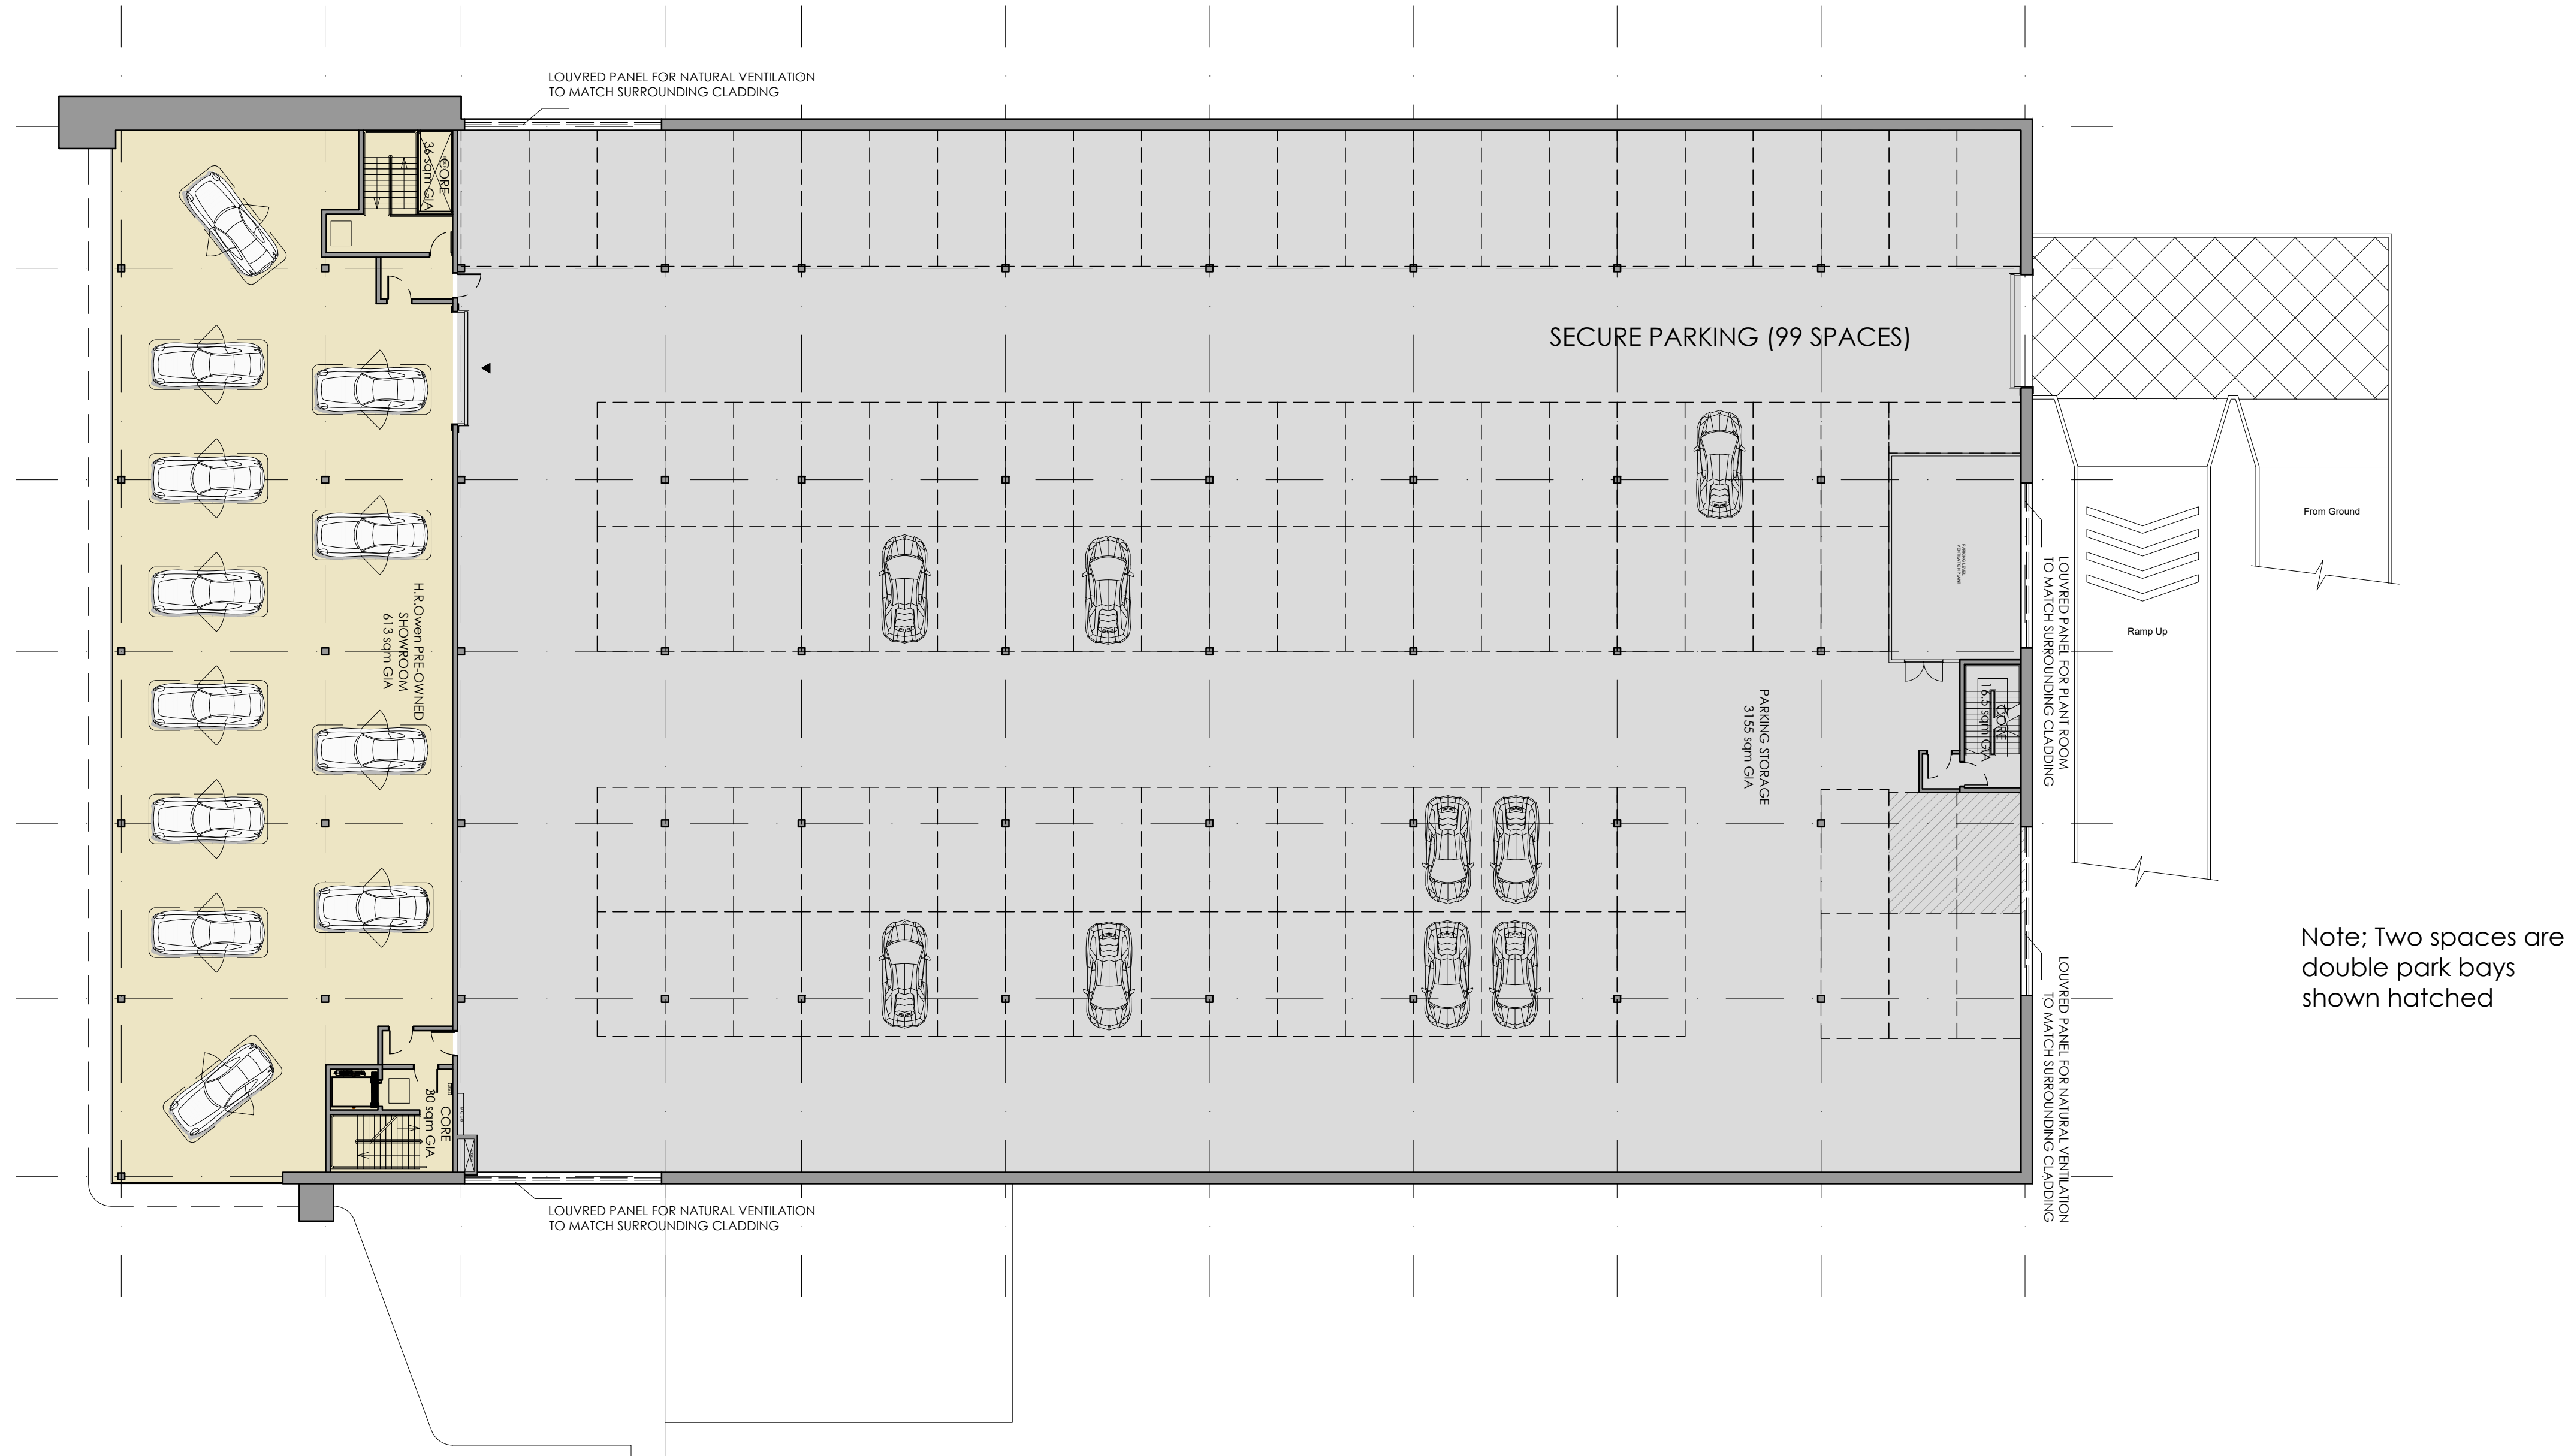 LOUVRED PANEL FOR NATURAL VENTILATION
TO MATCH SURROUNDING CLADDING
CORE
36 sqm GIA
SECURE PARKING (99 SPACES)
From Ground
PARKING LEVEL
VENTILATION PLANT
LOUVRED PANEL FOR PLANT ROOM
TO MATCH SURROUNDING CLADDING
H.R.Owen PRE-OWNED
SHOWROOM
613 sqm GIA
Ramp Up
PARKING STORAGE
3155 sqm GIA
CORE
16.5 sqm GIA
Note; Two spaces are
double park bays
shown hatched
LOUVRED PANEL FOR NATURAL VENTILATION
TO MATCH SURROUNDING CLADDING
CORE
sqm GIA
LOUVRED PANEL FOR NATURAL VENTILATION
TO MATCH SURROUNDING CLADDING